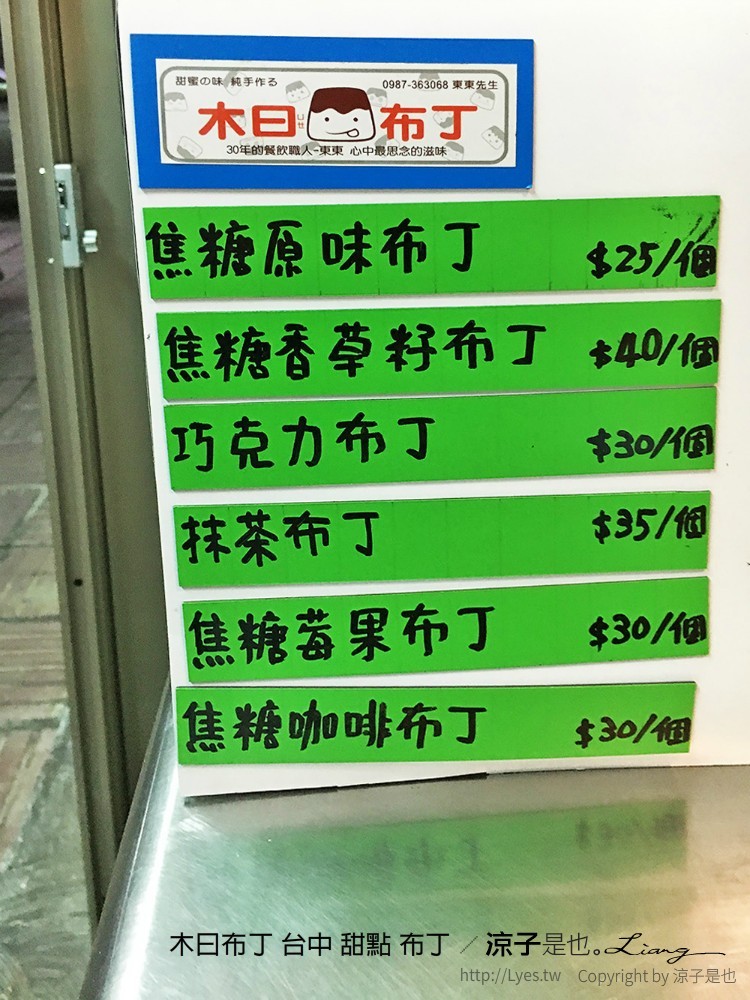 甜蜜の味 純手作る 0987-363068 東東先生
木曰ㄩㄝ布丁
30年的餐飲職人-東東 心中最思念的滋味
焦糖原味布丁 $25/個
焦糖香草籽布丁 $40/個
巧克力布丁 $30/個
抹茶布丁 $35/個
焦糖莓果布丁 $30/個
焦糖咖啡布丁 $30/個
木曰布丁 台中 甜點 布丁 ／ 涼子是也。Liang
http://Lyes.tw Copyright by 涼子是也